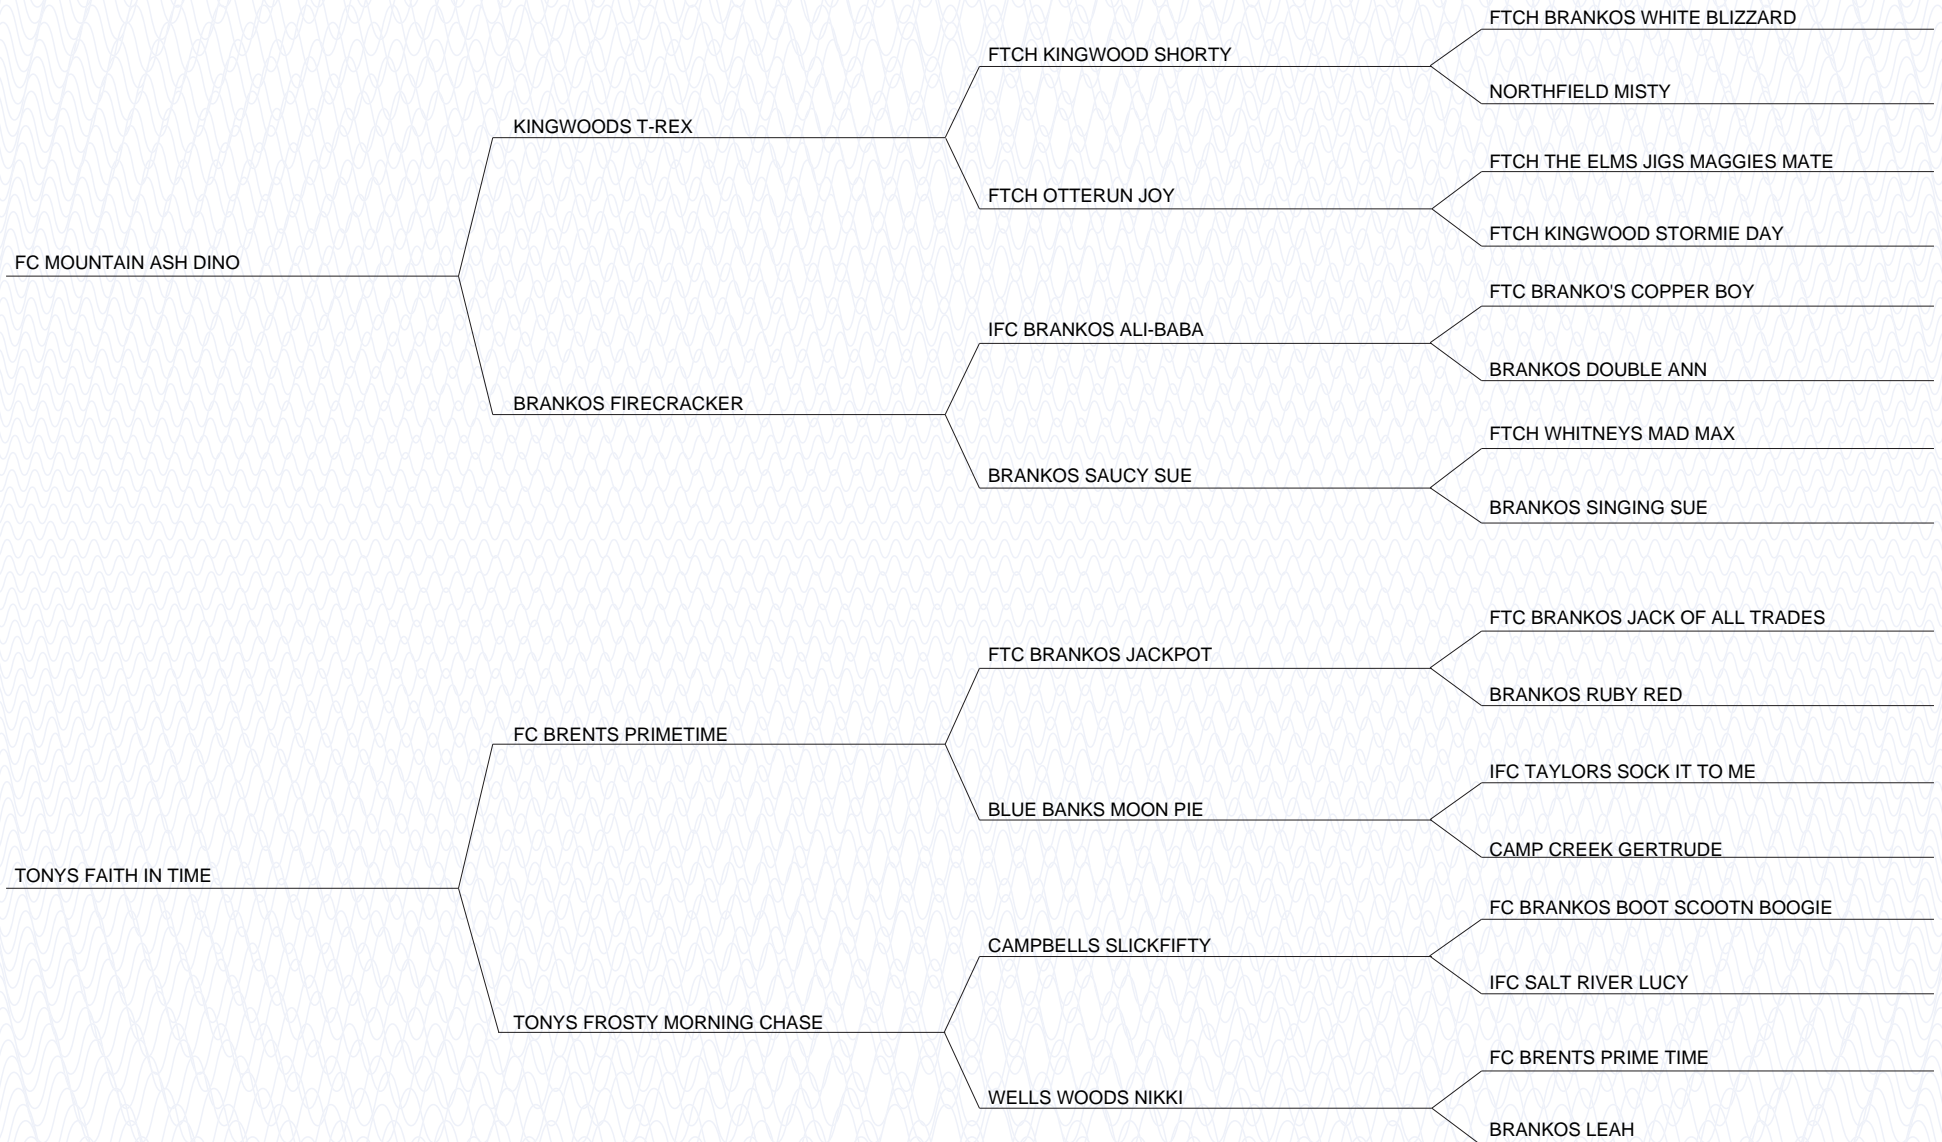 FTCH BRANKOS WHITE BLIZZARD
FTCH KINGWOOD SHORTY
NORTHFIELD MISTY
KINGWOODS T-REX
FTCH THE ELMS JIGS MAGGIES MATE
FTCH OTTERUN JOY
FTCH KINGWOOD STORMIE DAY
FC MOUNTAIN ASH DINO
FTC BRANKO'S COPPER BOY
IFC BRANKOS ALI-BABA
BRANKOS DOUBLE ANN
BRANKOS FIRECRACKER
FTCH WHITNEYS MAD MAX
BRANKOS SAUCY SUE
BRANKOS SINGING SUE
FTC BRANKOS JACK OF ALL TRADES
FTC BRANKOS JACKPOT
BRANKOS RUBY RED
FC BRENTS PRIMETIME
IFC TAYLORS SOCK IT TO ME
BLUE BANKS MOON PIE
CAMP CREEK GERTRUDE
TONYS FAITH IN TIME
FC BRANKOS BOOT SCOOTN BOOGIE
CAMPBELLS SLICKFIFTY
IFC SALT RIVER LUCY
TONYS FROSTY MORNING CHASE
FC BRENTS PRIME TIME
WELLS WOODS NIKKI
BRANKOS LEAH